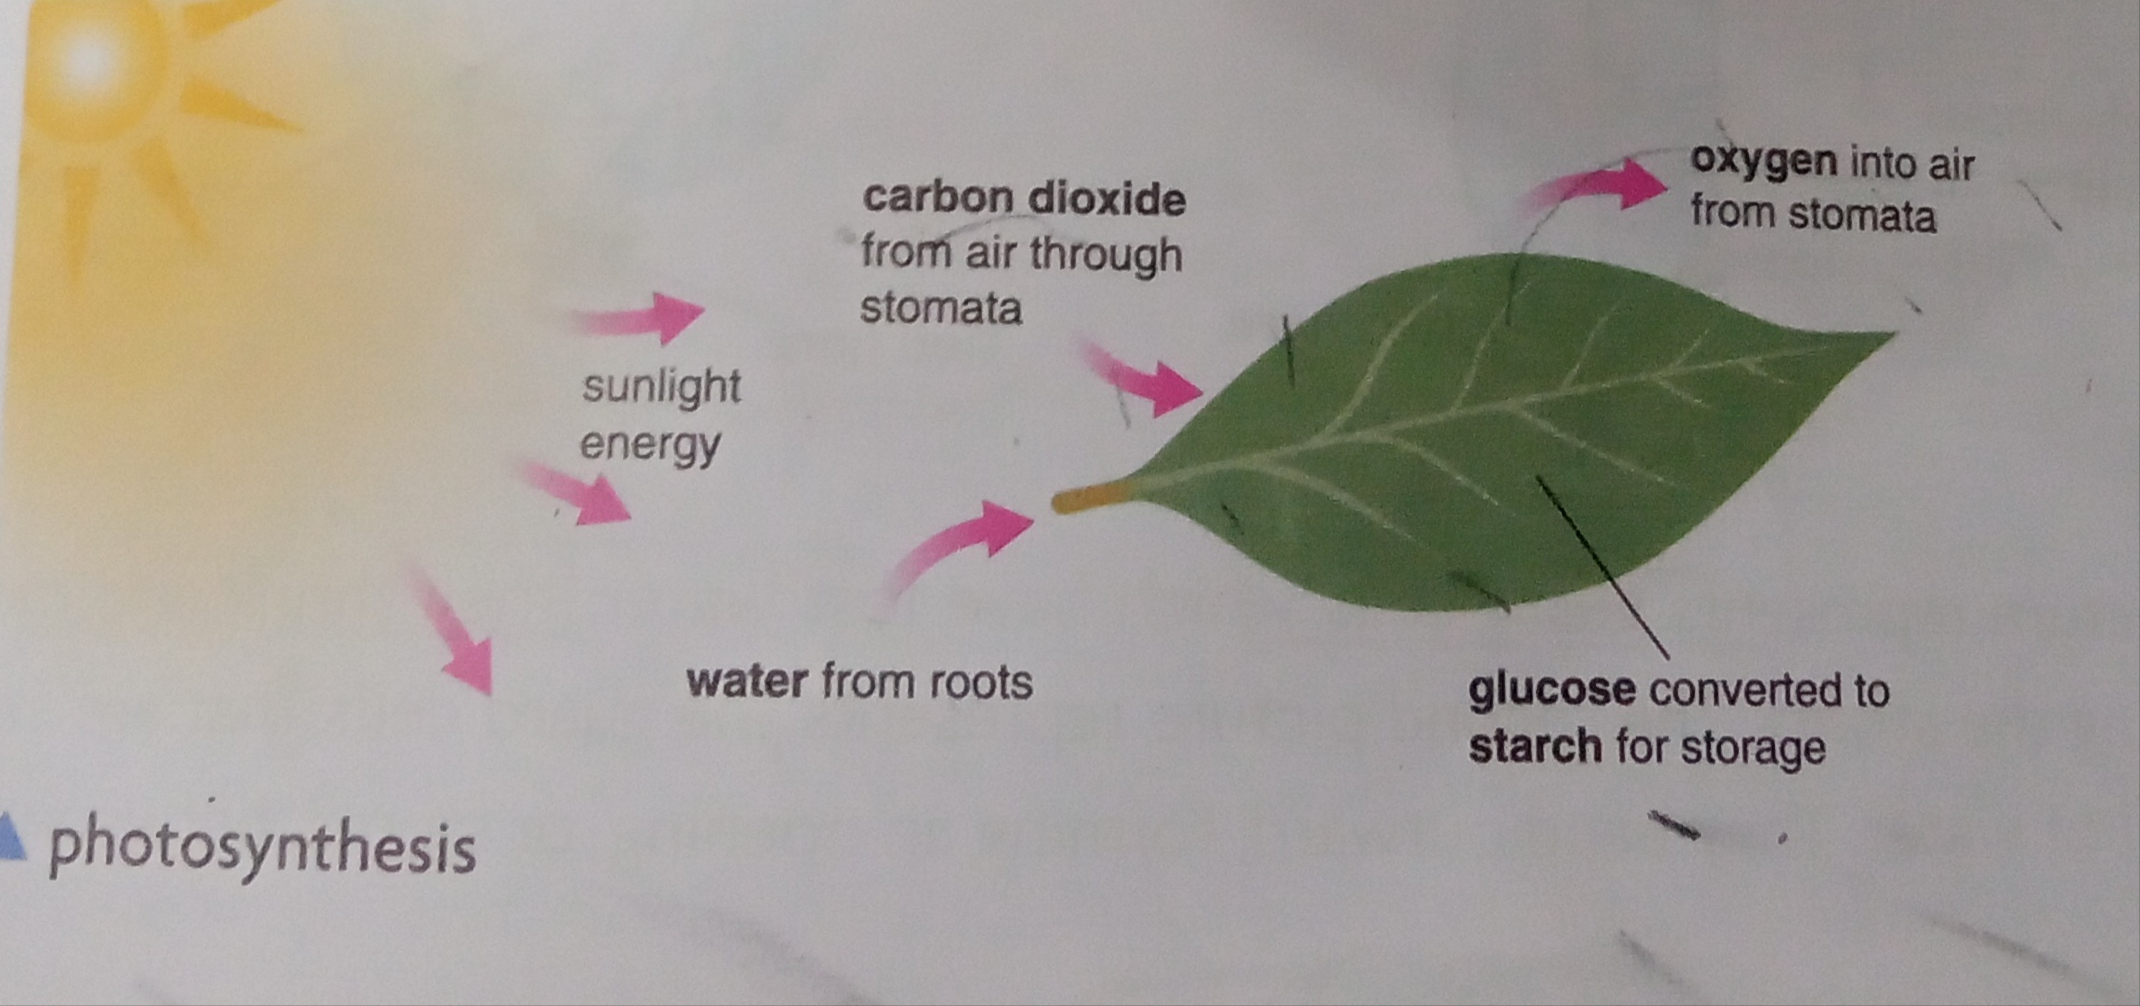 oxygen into air
from stomata
carbon dioxide
from air through
stomata
sunlight
energy
water from roots
glucose converted to
starch for storage
photosynthesis